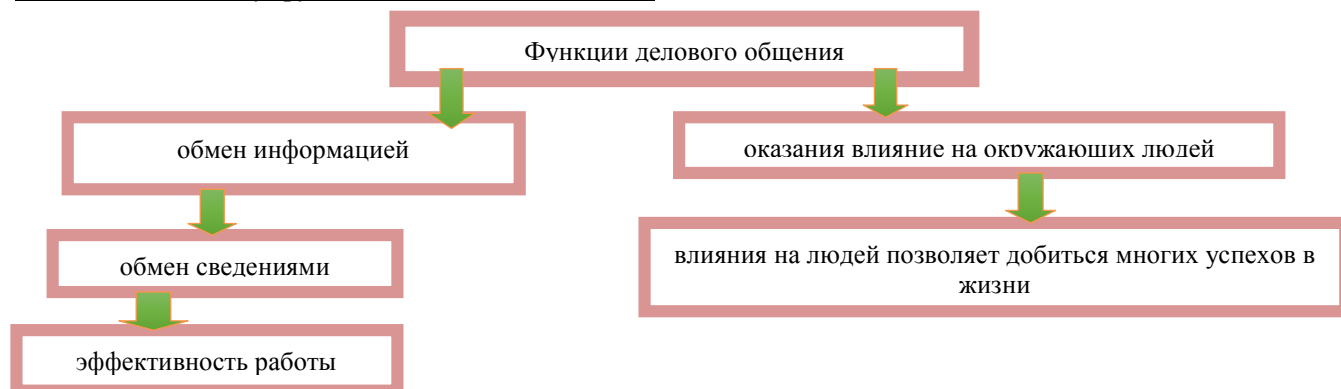 Функции делового общения
обмен информацией
оказания влияние на окружающих людей
обмен сведениями
влияния на людей позволяет добиться многих успехов в
жизни
эффективность работы